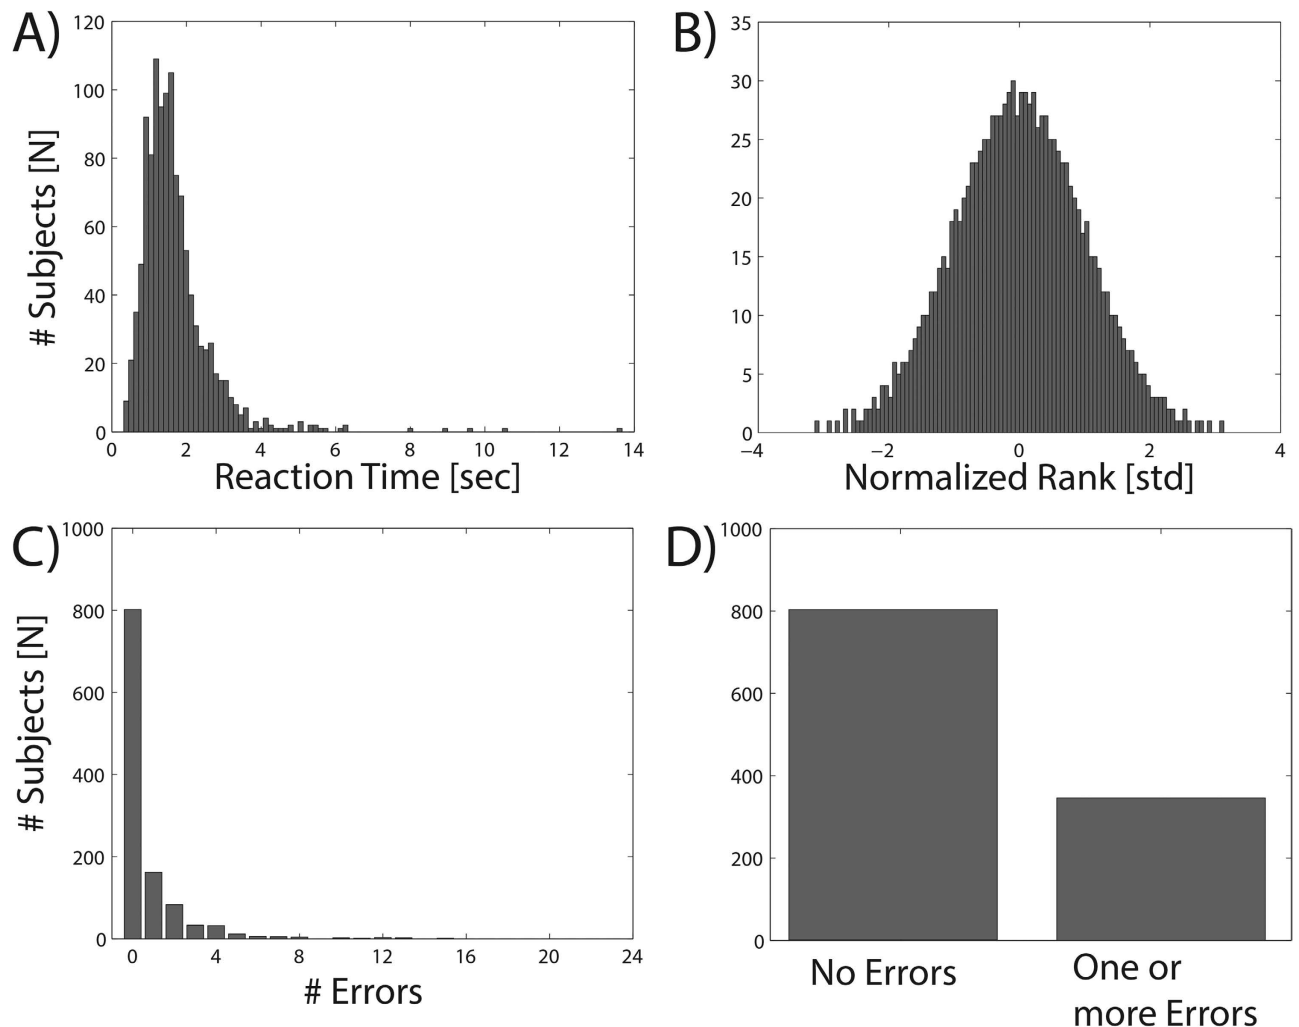 A)
120
100
80
60
40
20
0
# Subjects [N]
0 2 4 6 8 10 12 14
Reaction Time [sec]
B)
35
30
25
20
15
10
5
0
−4 −2 0 2 4
Normalized Rank [std]
C)
1000
800
600
400
200
0
# Subjects [N]
0 4 8 12 16 20 24
# Errors
D)
1000
800
600
400
200
0
No Errors
One or
more Errors